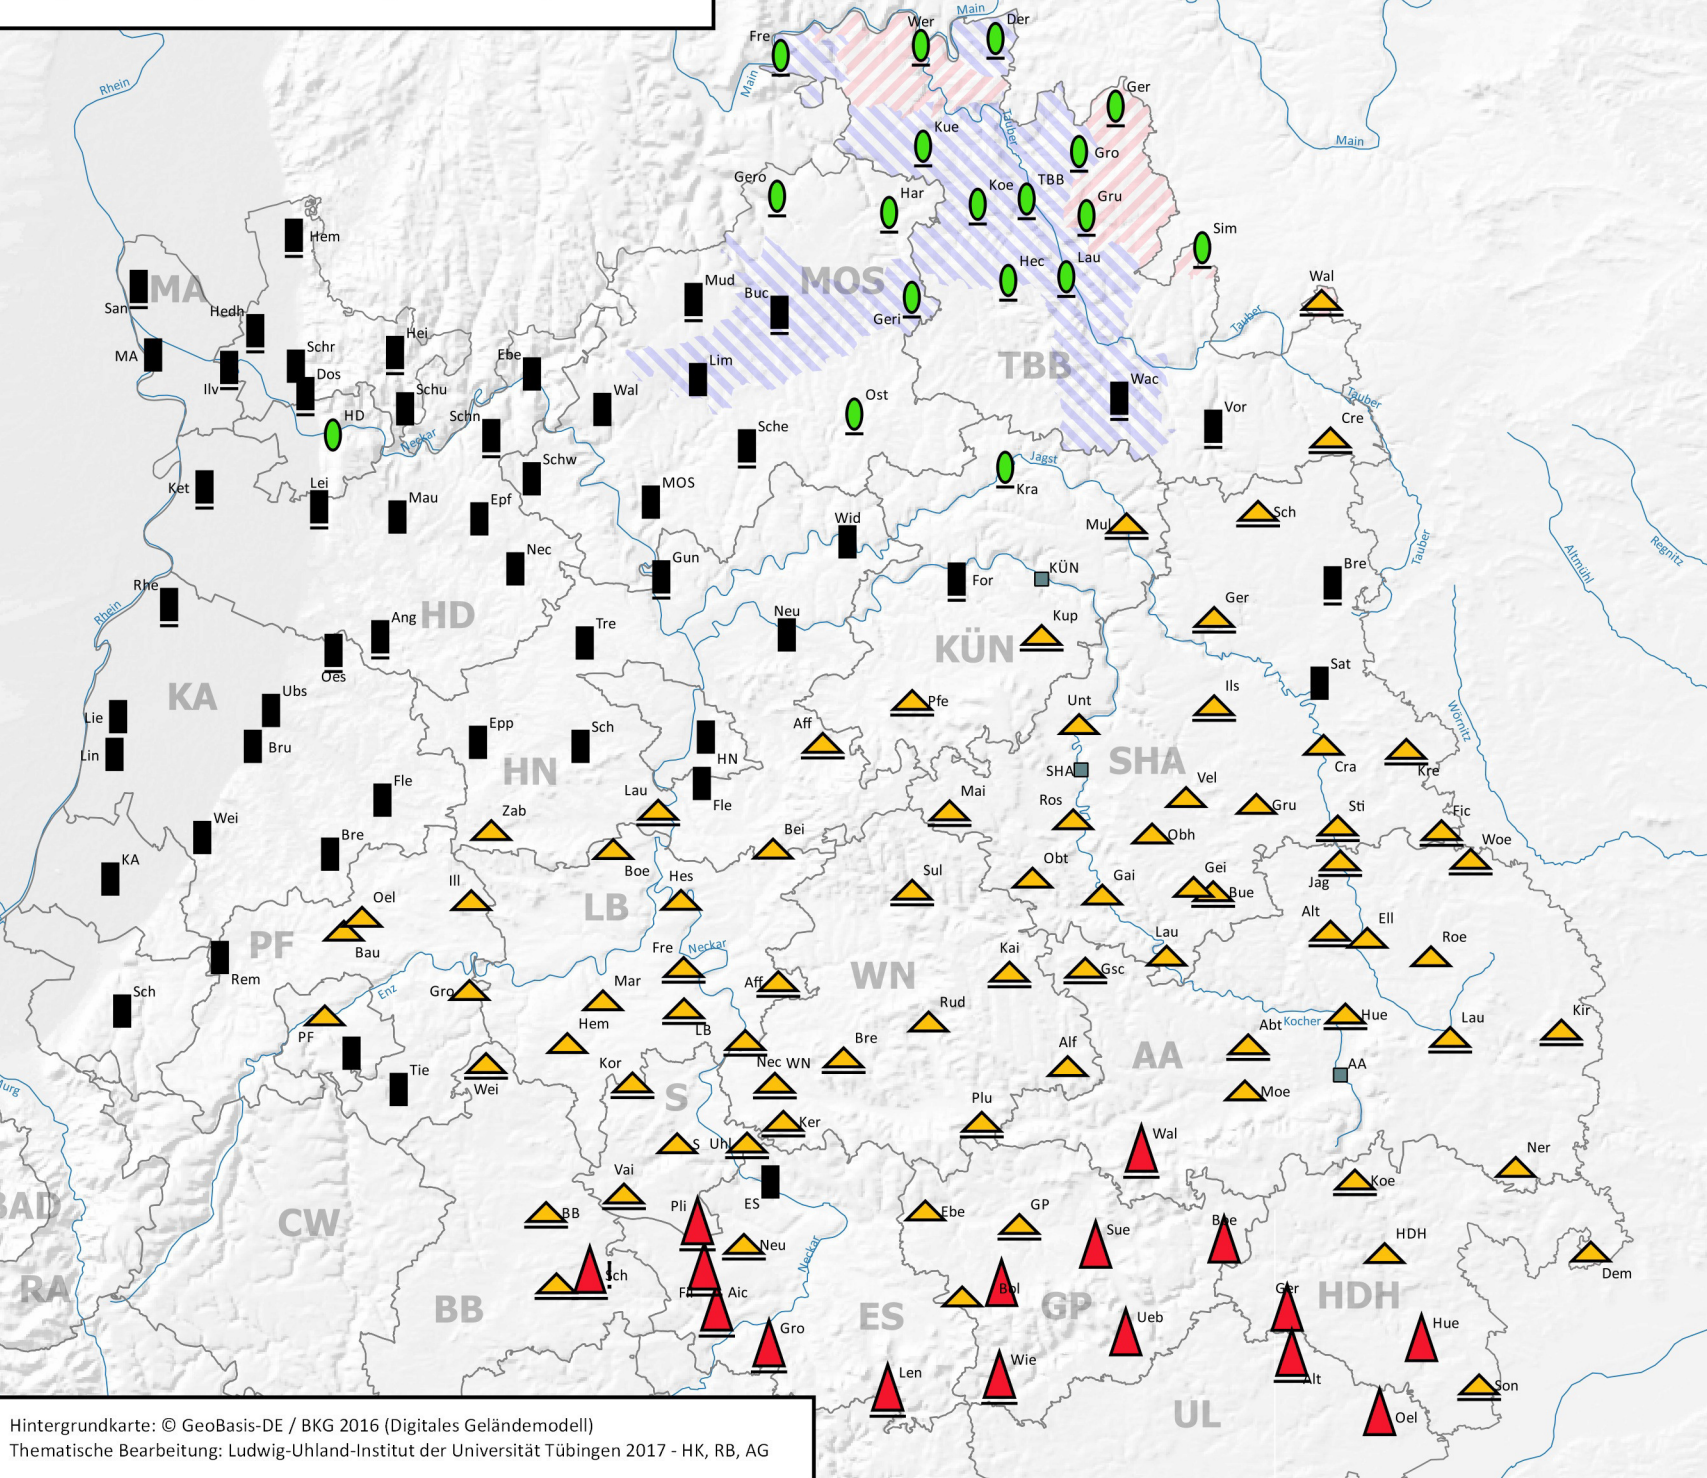 Main
Wer
Der
Fre
Rhein
Main
Ger
Tauber
Kue
Main
Gro
Gero
Har
Koe
TBB
Gru
Hem
Sim
Hec
Lau
MA
San
Mud
Buc
MOS
Wal
Hedh
Geri
Tauber
MA
Schr
Hei
Ebe
Lim
TBB
Ilv
Dos
Schu
Wal
Wac
Tauber
HD
Schn
Ost
Vor
Cre
Neckar
Sche
Jagst
Schw
Ket
Lei
Mau
Epf
MOS
Kra
Sch
Wid
Mul
Regnitz
Altmühl
Tauber
Nec
Gun
For
KÜN
Bre
Rhe
Rhein
HD
Ang
Tre
Neu
Kup
Ger
KÜN
Oes
Sat
KA
Ubs
Ils
Lie
Pfe
Unt
Wörnitz
Epp
Sch
Aff
Lin
Bru
HN
HN
SHA
SHA
Cra
Kre
Fle
Vel
Lau
Fle
Mai
Ros
Gru
Sti
Fic
Zab
Wei
Bre
Bei
Obh
Woe
KA
Boe
Obt
Gei
Ill
Hes
Sul
Gai
Bue
Jag
Oel
LB
Alt
Ell
PF
Bau
Fre
Neckar
Kai
Lau
Roe
Rem
Gsc
Sch
Enz
Gro
Mar
Aff
WN
Rud
Hue
Lau
Kir
PF
Hem
LB
Kocher
Abt
Bre
Alf
AA
AA
Tie
Wei
Kor
Nec
WN
Murg
S
Moe
Plu
Ker
S
Uhl
Wal
Ner
Vai
Koe
BAD
CW
BB
Pli
ES
Ebe
GP
Sue
Boe
HDH
Neu
Neckar
Dem
RA
Sch
!
Bol
Ger
HDH
BB
Aic
ES
GP
Ueb
Hue
Gro
Len
Wie
Alt
Son
UL
Oel
Hintergrundkarte: © GeoBasis-DE / BKG 2016 (Digitales Geländemodell)
Thematische Bearbeitung: Ludwig-Uhland-Institut der Universität Tübingen 2017 - HK, RB, AG